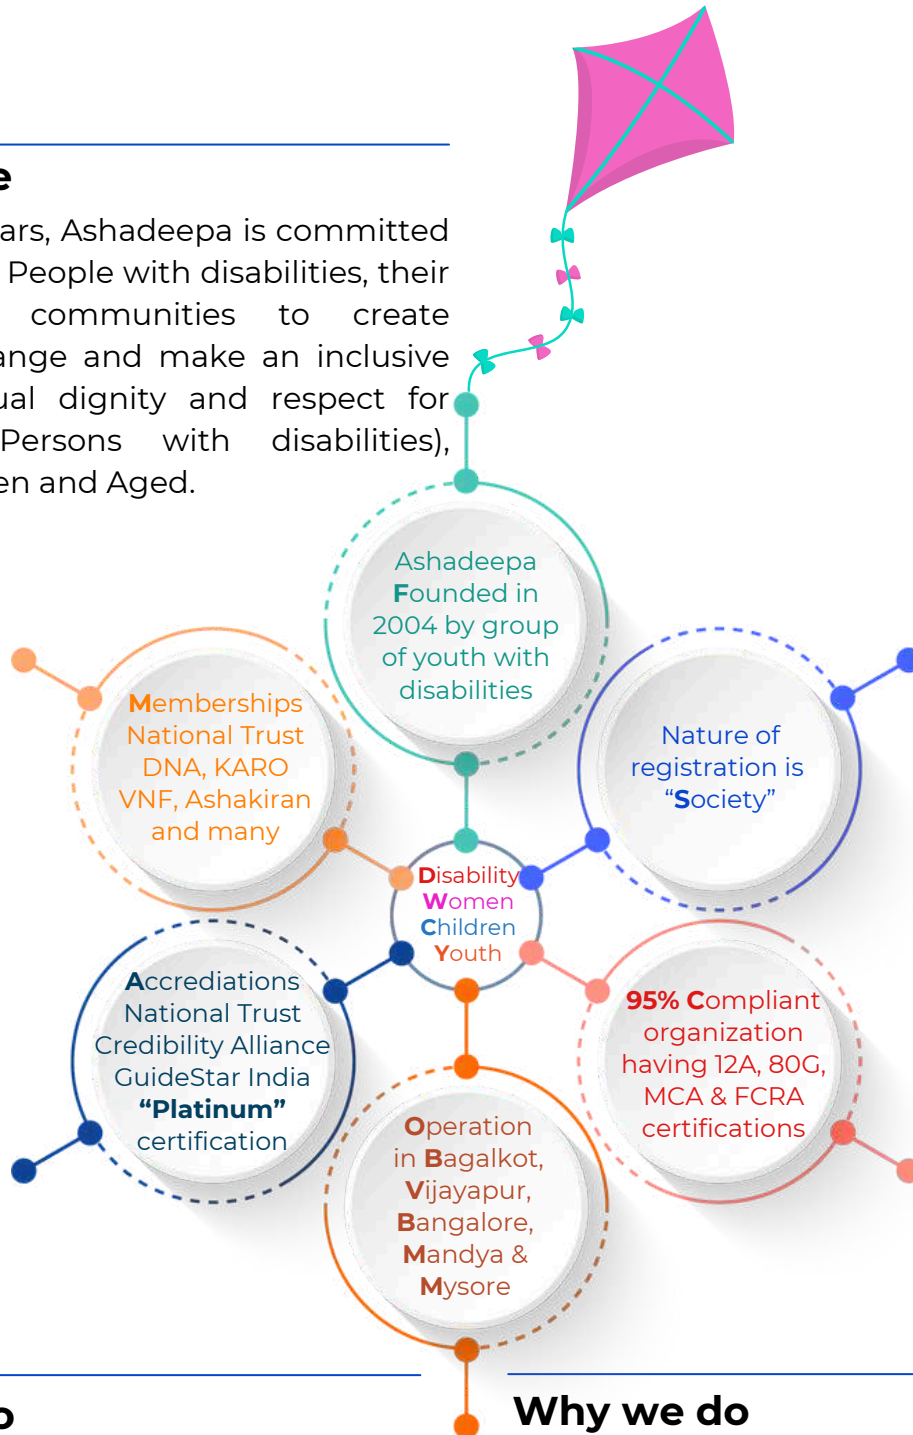 e
ars, Ashadeepa is committed
People with disabilities, their
communities to create
ange and make an inclusive
ual dignity and respect for
Persons with disabilities),
en and Aged.
Ashadeepa
Founded in
2004 by group
of youth with
disabilities
Memberships
National Trust
DNA, KARO
VNF, Ashakiran
and many
Nature of
registration is
“Society”
Disability
Women
Children
Youth
Accrediations
National Trust
Credibility Alliance
GuideStar India
“Platinum”
certification
95% Compliant
organization
having 12A, 80G,
MCA & FCRA
certifications
Operation
in Bagalkot,
Vijayapur,
Bangalore,
Mandya &
Mysore
o
Why we do